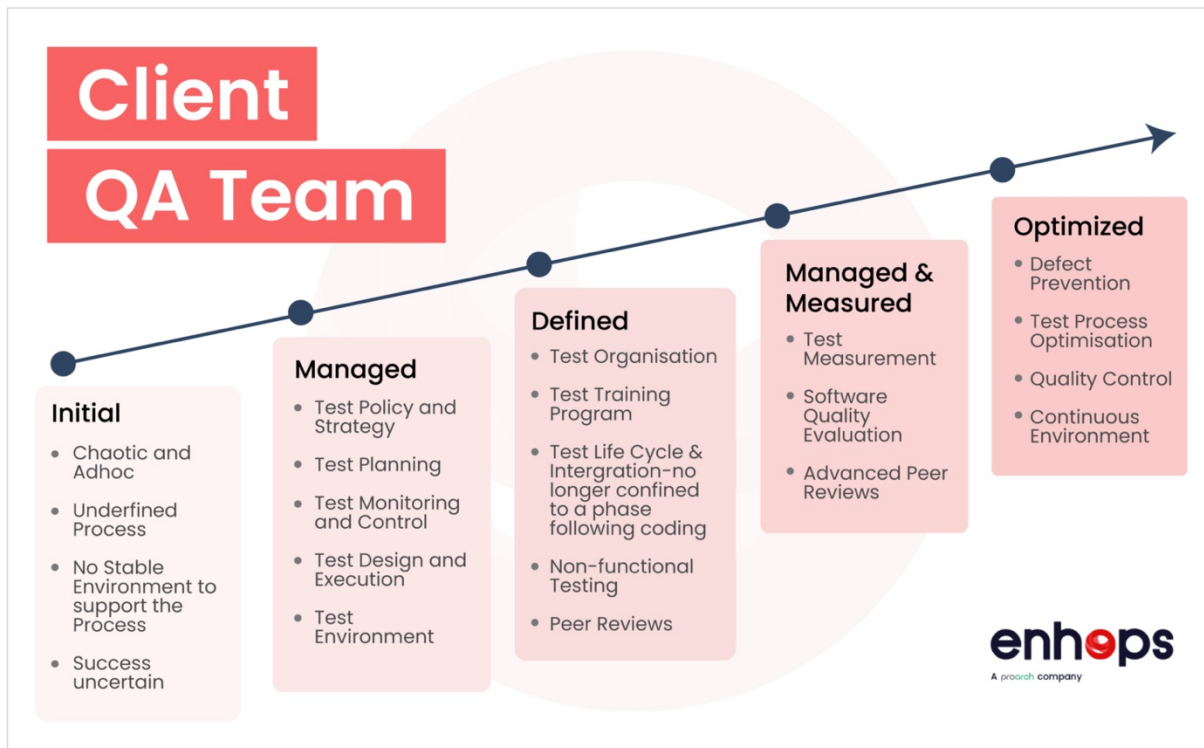 Client
QA Team
Initial
Chaotic and
Adhoc
Underfined
Process
No Stable
Environment to
support the
Process
Success
uncertain
Managed
Test Policy and
Strategy
Test Planning
Test Monitoring
and Control
Test Design and
Execution
Test
Environment
Defined
Test Organisation
Test Training
Program
Test Life Cycle &
Intergration-no
longer confined
to a phase
following coding
Non-functional
Testing
Peer Reviews
Managed &
Measured
Test
Measurement
Software
Quality
Evaluation
Advanced Peer
Reviews
Optimized
Defect
Prevention
Test Process
Optimisation
Quality Control
Continuous
Environment
enhops
A proarch company